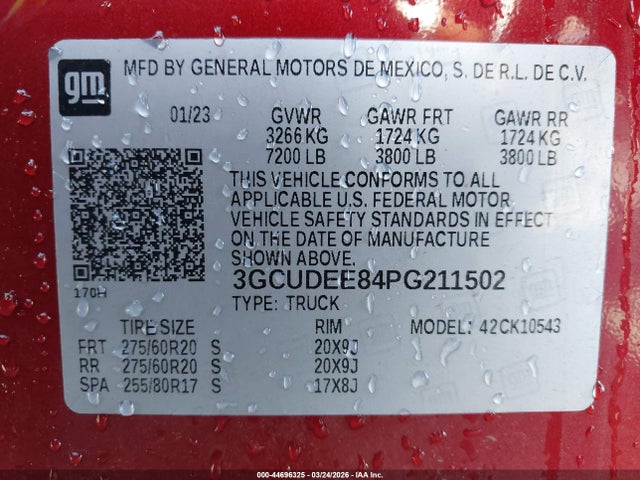 gm
MFD BY GENERAL MOTORS DE MEXICO, S. DE R.L. DE C.V.
01/23 GVWR GAWR FRT GAWR RR
3266 KG 1724 KG 1724 KG
7200 LB 3800 LB 3800 LB
THIS VEHICLE CONFORMS TO ALL
APPLICABLE U.S. FEDERAL MOTOR
VEHICLE SAFETY STANDARDS IN EFFECT
ON THE DATE OF MANUFACTURE
SHOWN ABOVE.
3GCUDEE84PG211502
170H
TYPE: TRUCK
TIRE SIZE RIM MODEL: 42CK10543
FRT 275/60R20 S 20X9J
RR 275/60R20 S 20X9J
SPA 255/80R17 S 17X8J
000-44696325 - 03/24/2026 - IAA Inc.